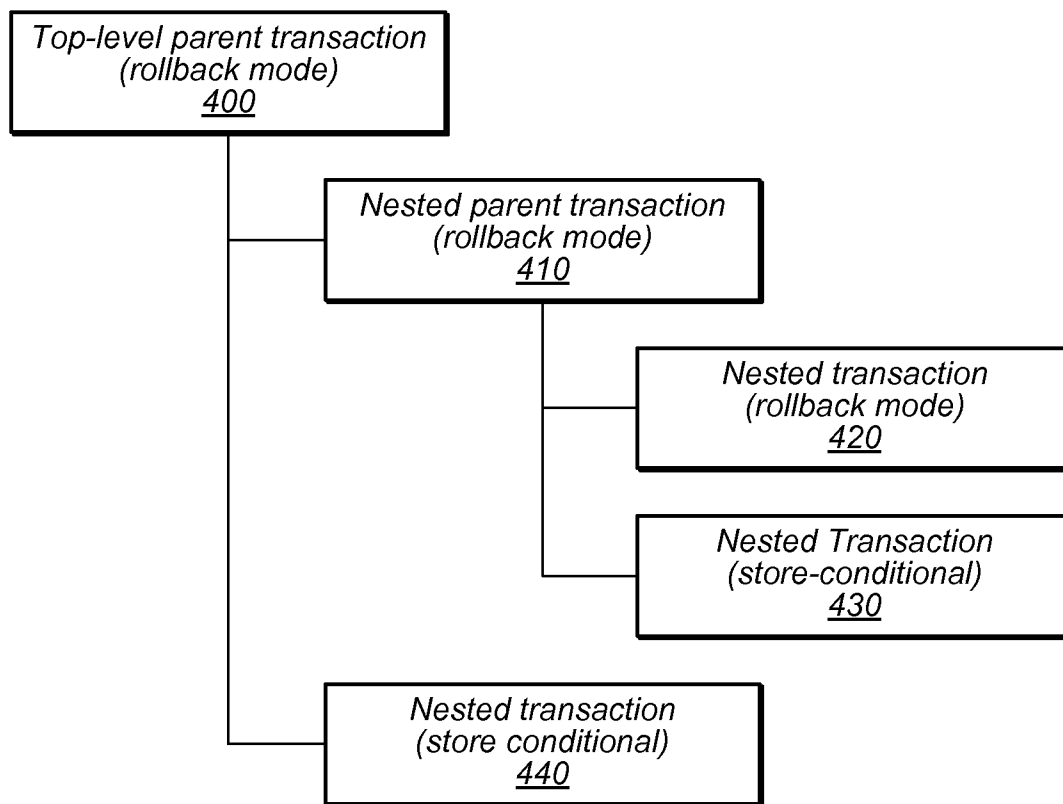 Top-level parent transaction
(rollback mode)
400
Nested parent transaction
(rollback mode)
410
Nested transaction
(rollback mode)
420
Nested Transaction
(store-conditional)
430
Nested transaction
(store conditional)
440